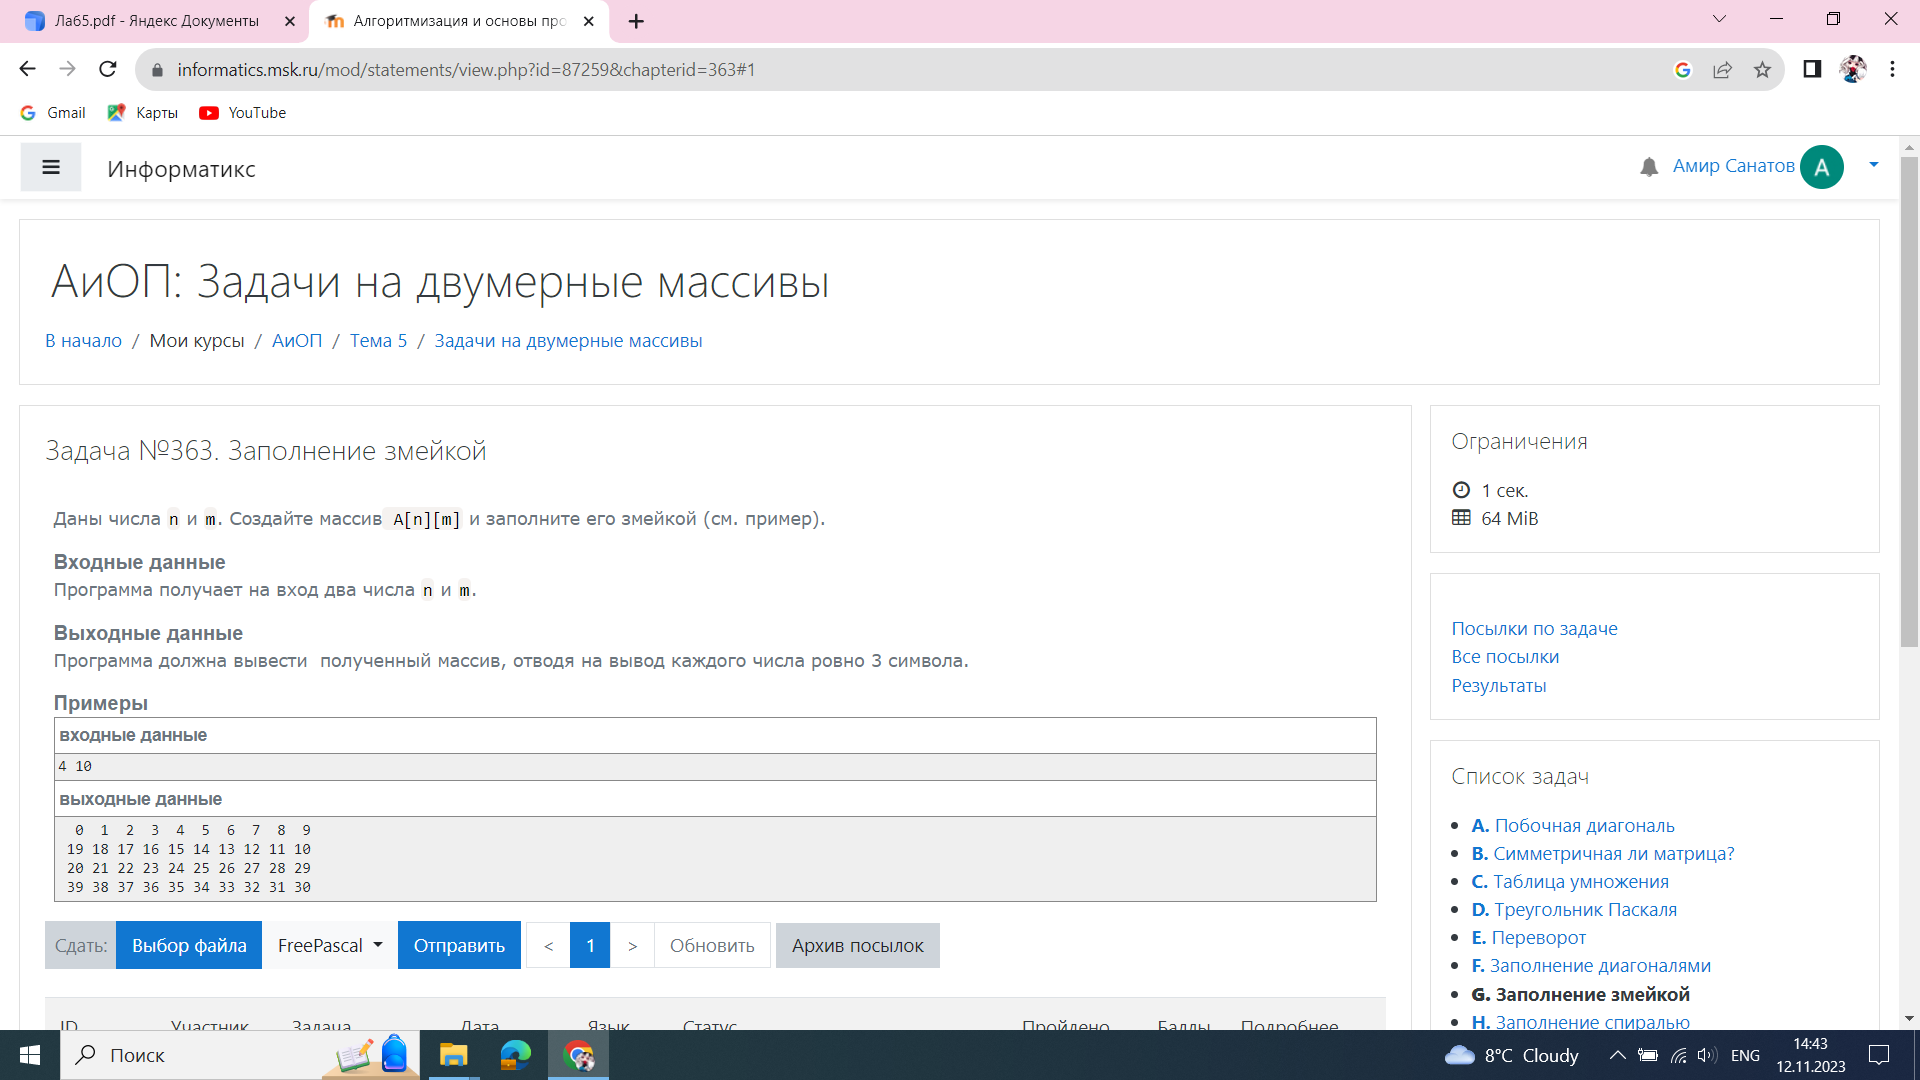 Ла65.pdf - Яндекс Документы
Алгоритмизация и основы про
informatics.msk.ru/mod/statements/view.php?id=87259&chapterid=363#1
Gmail
Карты
YouTube
Информатикс
Амир Санатов
A
АиОП: Задачи на двумерные массивы
В начало / Мои курсы / АиОП / Тема 5 / Задачи на двумерные массивы
Задача №363. Заполнение змейкой
Даны числа n и m. Создайте массив A[n][m] и заполните его змейкой (см. пример).
Входные данные
Программа получает на вход два числа n и m.
Выходные данные
Программа должна вывести полученный массив, отводя на вывод каждого числа ровно 3 символа.
Примеры
входные данные
4 10
выходные данные
0 1 2 3 4 5 6 7 8 9
19 18 17 16 15 14 13 12 11 10
20 21 22 23 24 25 26 27 28 29
39 38 37 36 35 34 33 32 31 30
Сдать: Выбор файла FreePascal Отправить < 1 > Обновить Архив посылок
ID Участник Задача Дата Язык Статус Пройдено Баллы Подробнее
Ограничения
1 сек.
64 MiB
Посылки по задаче
Все посылки
Результаты
Список задач
A. Побочная диагональ
B. Симметричная ли матрица?
C. Таблица умножения
D. Треугольник Паскаля
E. Переворот
F. Заполнение диагоналями
G. Заполнение змейкой
H. Заполнение спиралью
Поиск
8°C Cloudy
ENG
14:43
12.11.2023